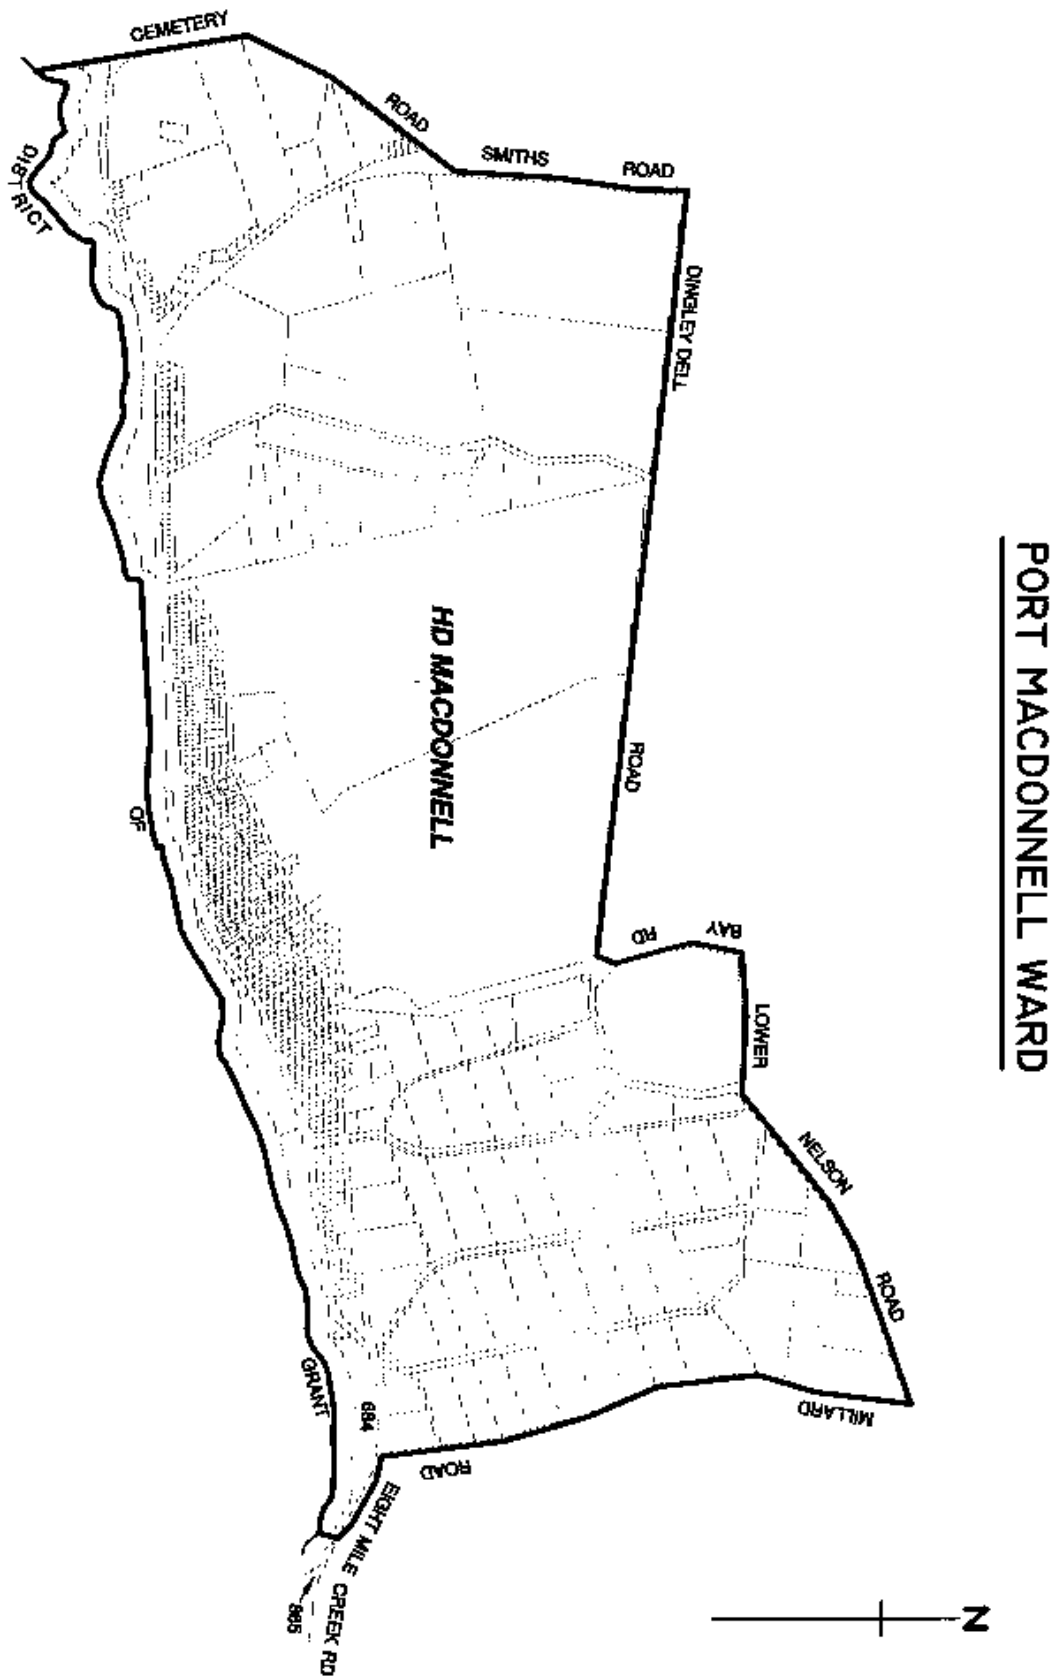 PORT MACDONNELL WARD
CEMETERY
ROAD
SMITHS
ROAD
DINGLEY DELL
ROAD
BAY
RD
LOWER
NELSON
ROAD
MILLARD
ROAD
EIGHT MILE CREEK RD
684
665
HD MACDONNELL
DISTRICT
OF
GRANT
N